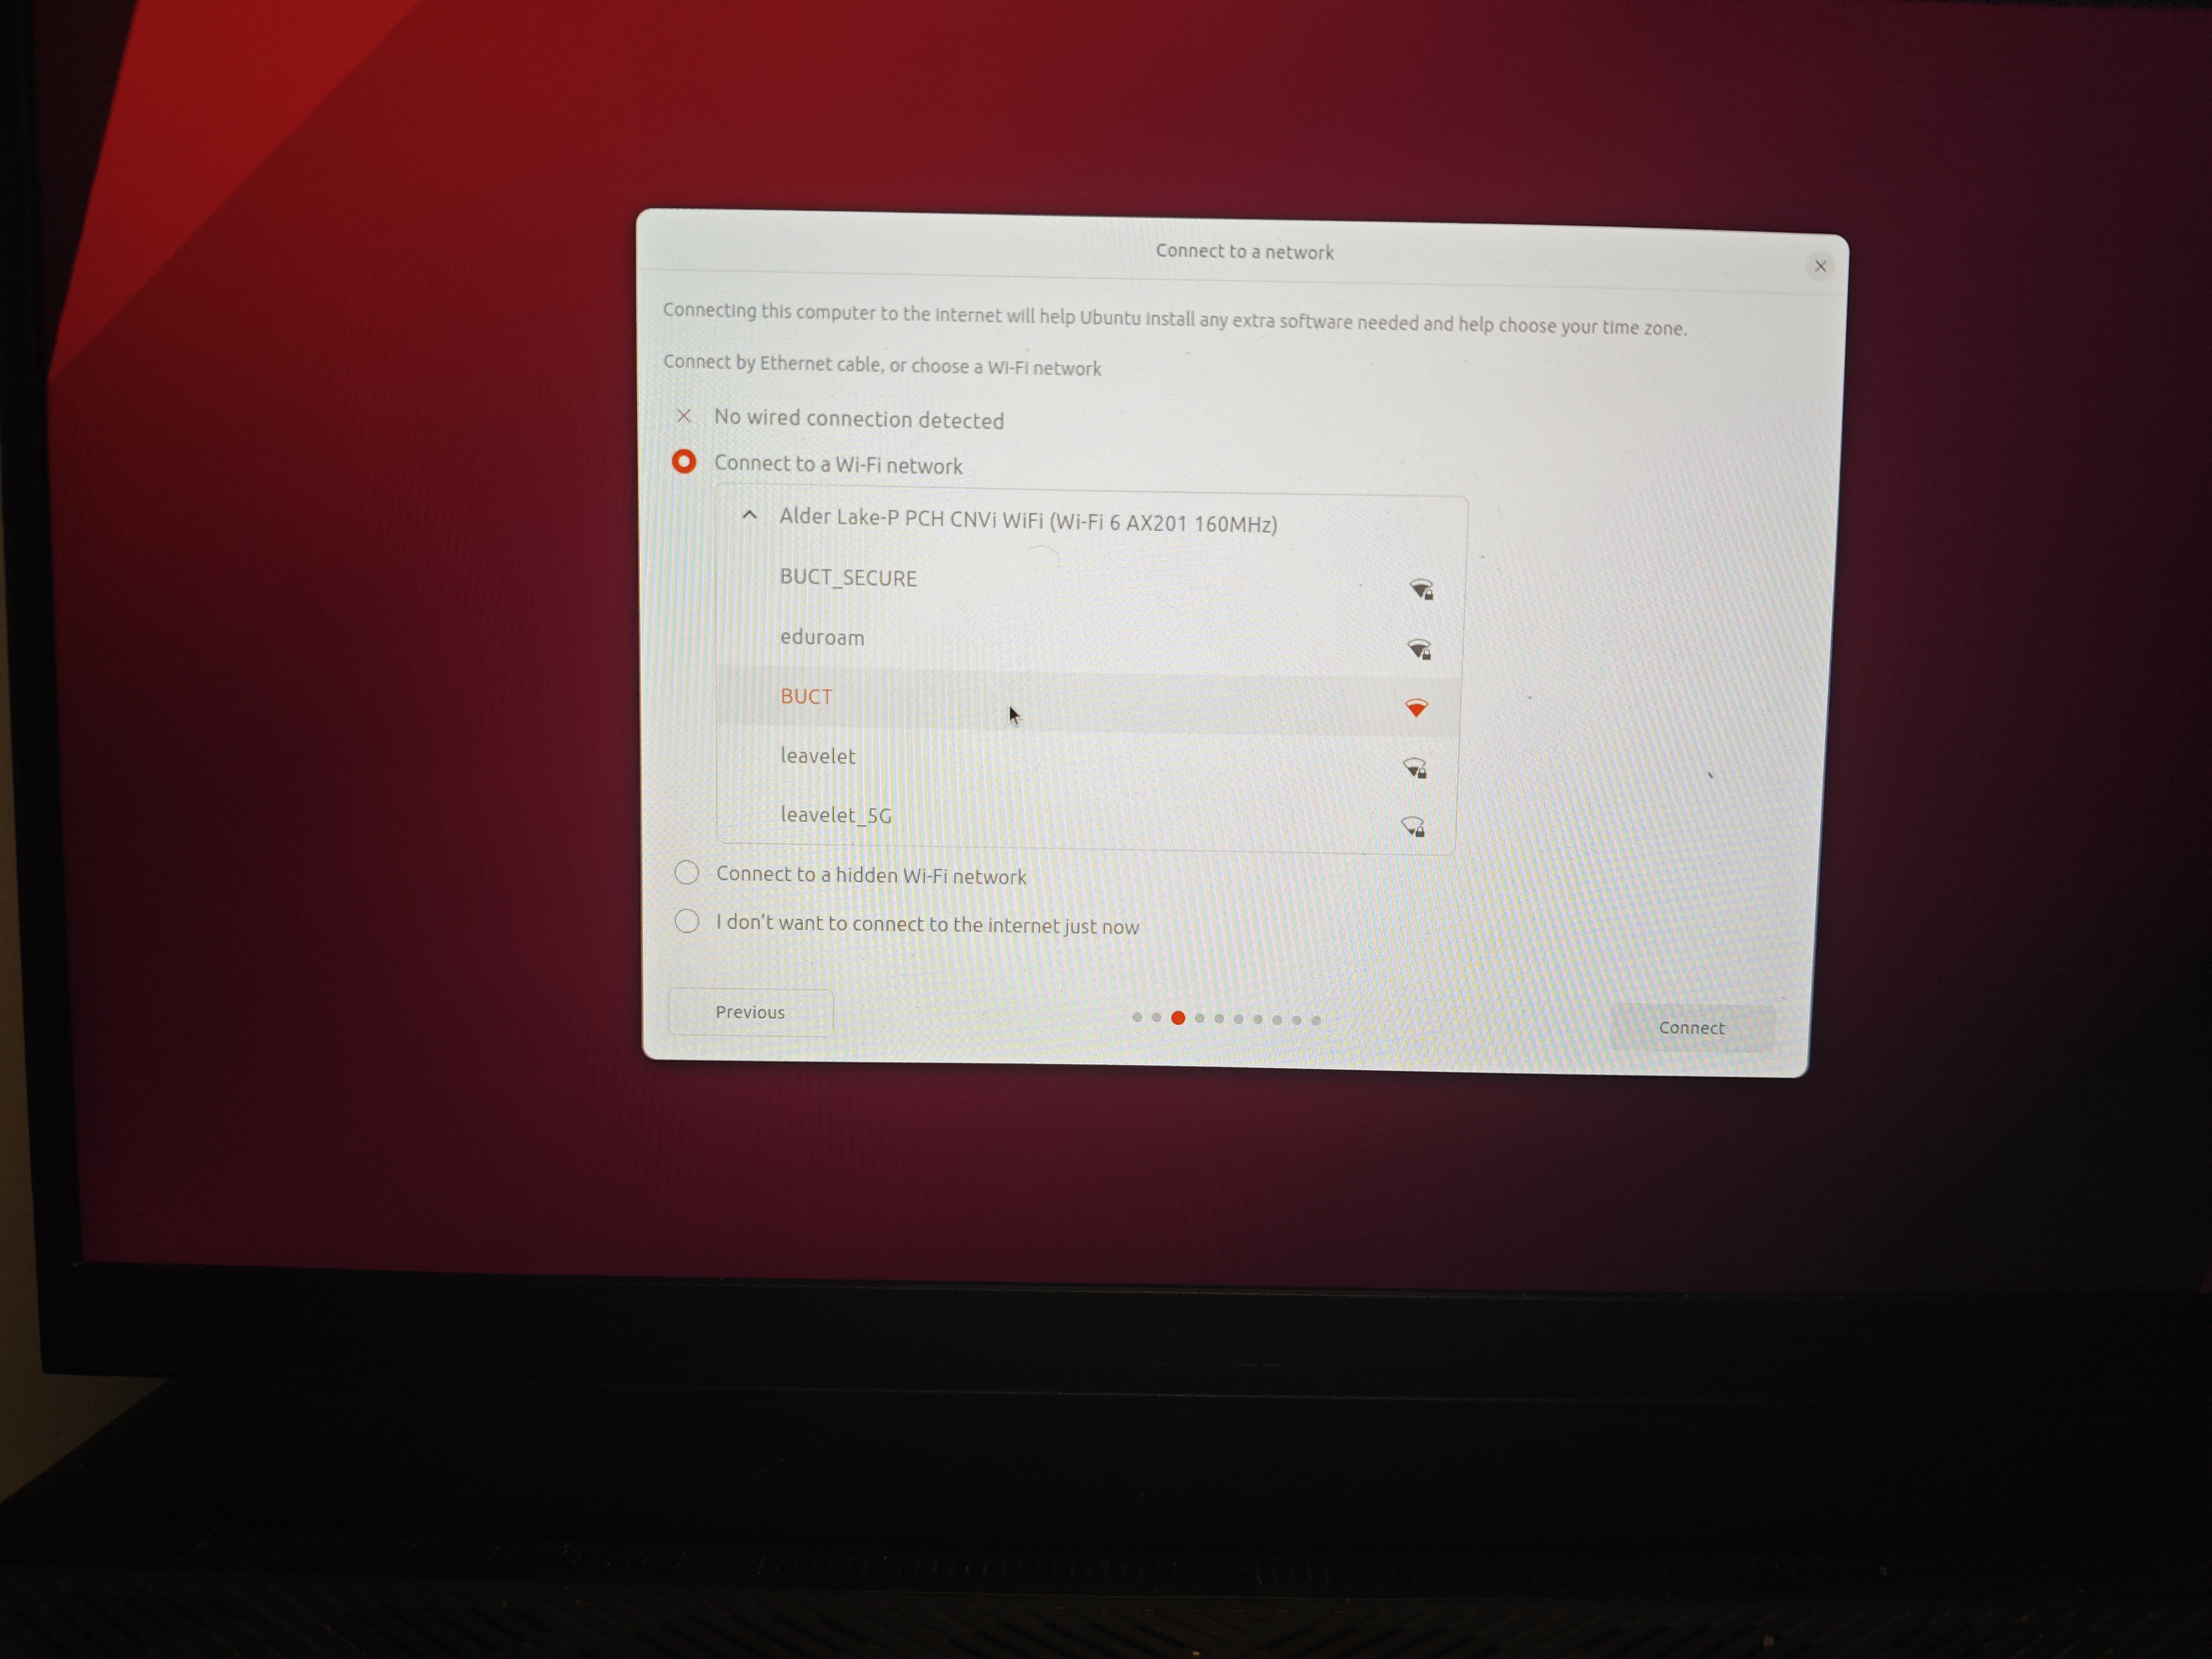 Connect to a network
Connecting this computer to the internet will help Ubuntu install any extra software needed and help choose your time zone.
Connect by Ethernet cable, or choose a Wi-Fi network
No wired connection detected
Connect to a Wi-Fi network
Alder Lake-P PCH CNVi WiFi (Wi-Fi 6 AX201 160MHz)
BUCT_SECURE
eduroam
BUCT
leavelet
leavelet_5G
Connect to a hidden Wi-Fi network
I don't want to connect to the internet just now
Previous
Connect